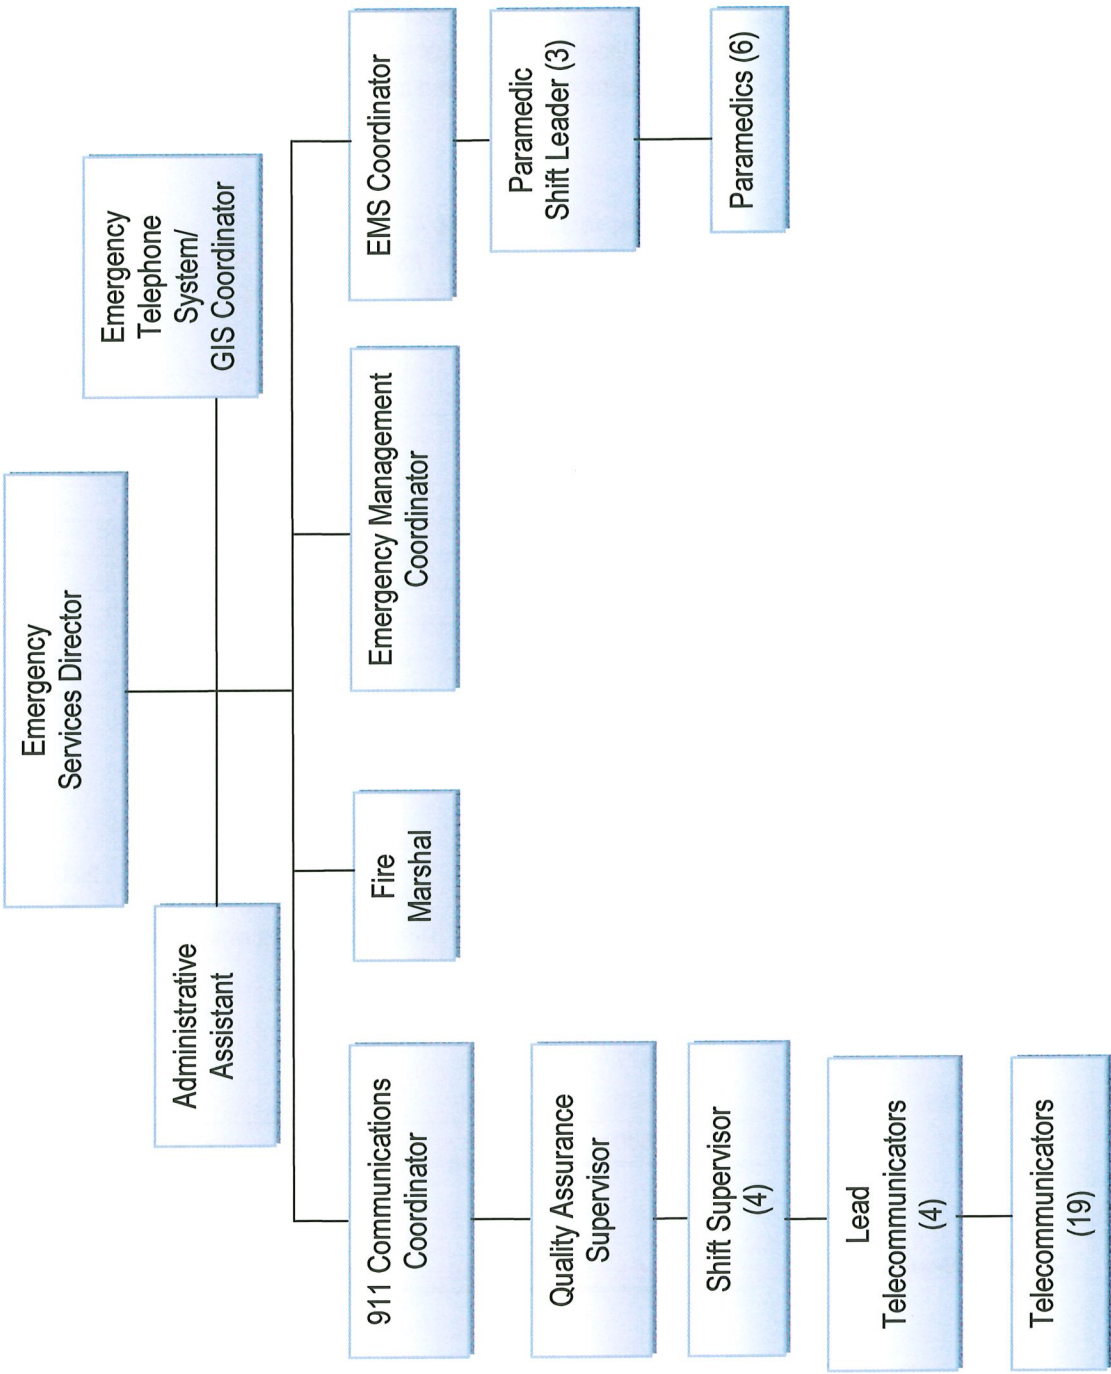 Emergency
Services Director
Administrative
Assistant
Emergency
Telephone
System/
GIS Coordinator
911 Communications
Coordinator
Fire
Marshal
Emergency Management
Coordinator
EMS Coordinator
Quality Assurance
Supervisor
Shift Supervisor
(4)
Lead
Telecommunicators
(4)
Telecommunicators
(19)
Paramedic
Shift Leader (3)
Paramedics (6)